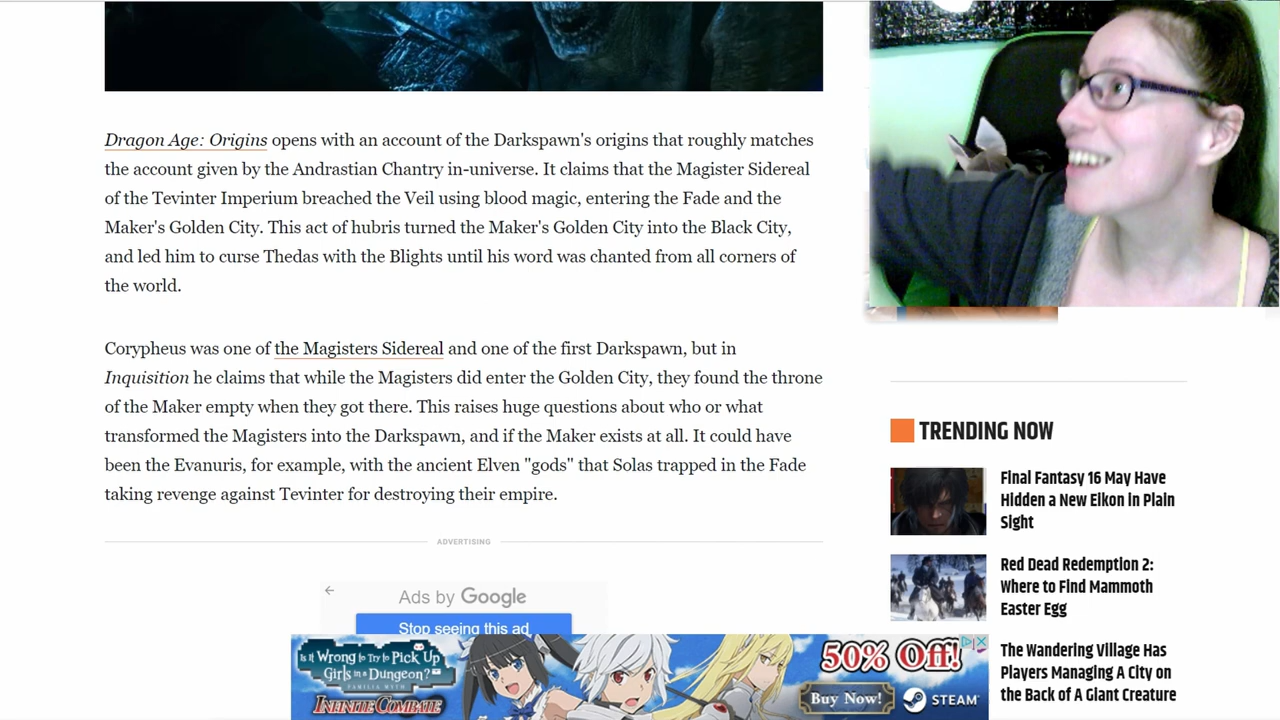 Dragon Age: Origins opens with an account of the Darkspawn's origins that roughly matches
the account given by the Andrastian Chantry in-universe. It claims that the Magister Sidereal
of the Tevinter Imperium breached the Veil using blood magic, entering the Fade and the
Maker's Golden City. This act of hubris turned the Maker's Golden City into the Black City,
and led him to curse Thedas with the Blights until his word was chanted from all corners of
the world.
Corypheus was one of the Magisters Sidereal and one of the first Darkspawn, but in
Inquisition he claims that while the Magisters did enter the Golden City, they found the throne
of the Maker empty when they got there. This raises huge questions about who or what
transformed the Magisters into the Darkspawn, and if the Maker exists at all. It could have
been the Evanuris, for example, with the ancient Elven "gods" that Solas trapped in the Fade
taking revenge against Tevinter for destroying their empire.
ADVERTISING
Ads by Google
Stop seeing this ad
TRENDING NOW
Final Fantasy 16 May Have
Hidden a New Eikon in Plain
Sight
Red Dead Redemption 2:
Where to Find Mammoth
Easter Egg
The Wandering Village Has
Players Managing A City on
the Back of A Giant Creature
Is it Wrong to Try to Pick Up
Girls in a Dungeon?
FAMILIA MYTH
INFINITE COMBATE
50% Off!
Buy Now!
STEAM